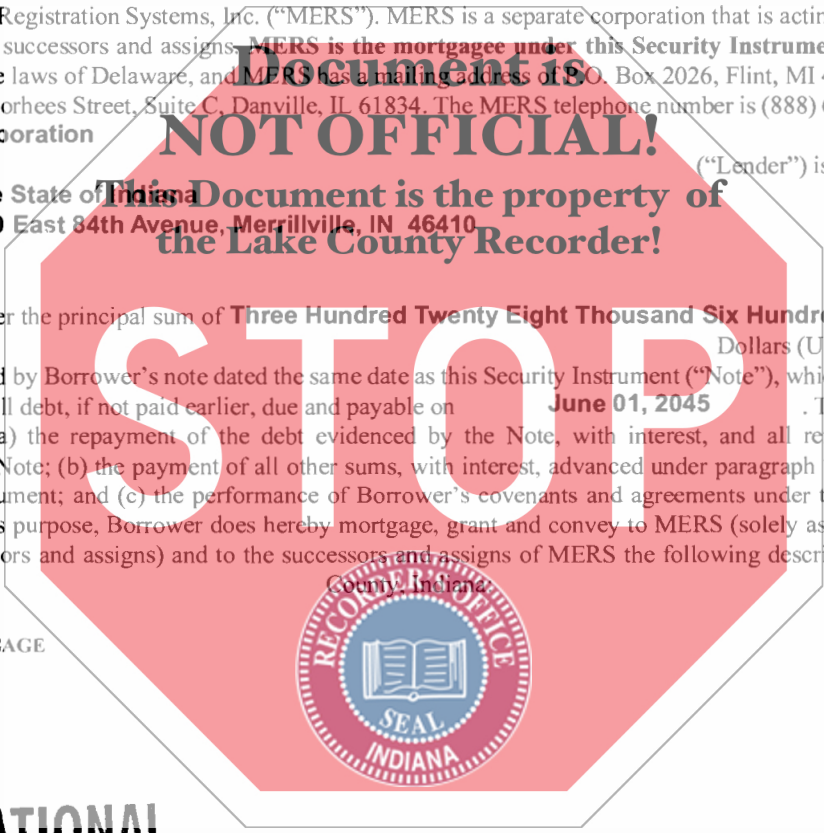 Registration Systems, Inc. (“MERS”). MERS is a separate corporation that is actin
successors and assigns. MERS is the mortgagee under this Security Instrume
e laws of Delaware, and MERS has a mailing address of P.O. Box 2026, Flint, MI 4
orhees Street, Suite C, Danville, IL 61834. The MERS telephone number is (888) 6
poration
(“Lender”) is
e State of Indiana
0 East 84th Avenue, Merrillville, IN 46410
Document is
NOT OFFICIAL!
This Document is the property of
the Lake County Recorder!
er the principal sum of Three Hundred Twenty Eight Thousand Six Hundre
Dollars (U
d by Borrower’s note dated the same date as this Security Instrument (“Note”), whic
ll debt, if not paid earlier, due and payable on June 01, 2045 . T
a) the repayment of the debt evidenced by the Note, with interest, and all re
Note; (b) the payment of all other sums, with interest, advanced under paragraph
ument; and (c) the performance of Borrower’s covenants and agreements under t
s purpose, Borrower does hereby mortgage, grant and convey to MERS (solely as
ors and assigns) and to the successors and assigns of MERS the following descri
County, Indiana:
STOP
RECORDER'S OFFICE
SEAL
INDIANA
GAGE
ATIONAL